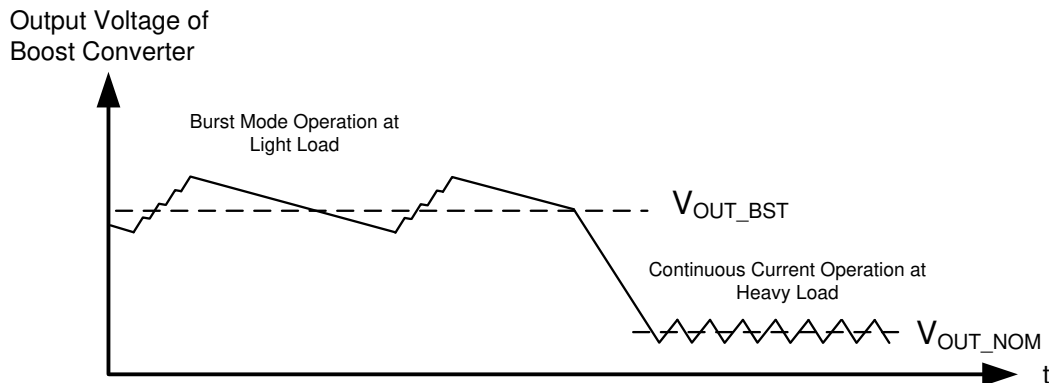 Output Voltage of
Boost Converter
Burst Mode Operation at
Light Load
VOUT_BST
Continuous Current Operation at
Heavy Load
VOUT_NOM
t